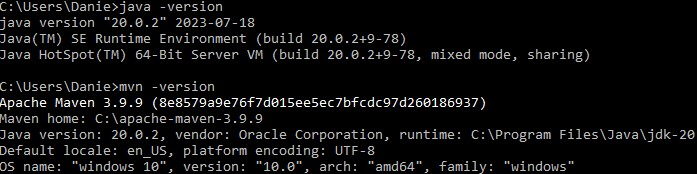 C:\Users\Danie>java -version
java version "20.0.2" 2023-07-18
Java(TM) SE Runtime Environment (build 20.0.2+9-78)
Java HotSpot(TM) 64-Bit Server VM (build 20.0.2+9-78, mixed mode, sharing)
C:\Users\Danie>mvn -version
Apache Maven 3.9.9 (8e8579a9e76f7d015ee5ec7bfcdc97d260186937)
Maven home: C:\apache-maven-3.9.9
Java version: 20.0.2, vendor: Oracle Corporation, runtime: C:\Program Files\Java\jdk-20
Default locale: en_US, platform encoding: UTF-8
OS name: "windows 10", version: "10.0", arch: "amd64", family: "windows"